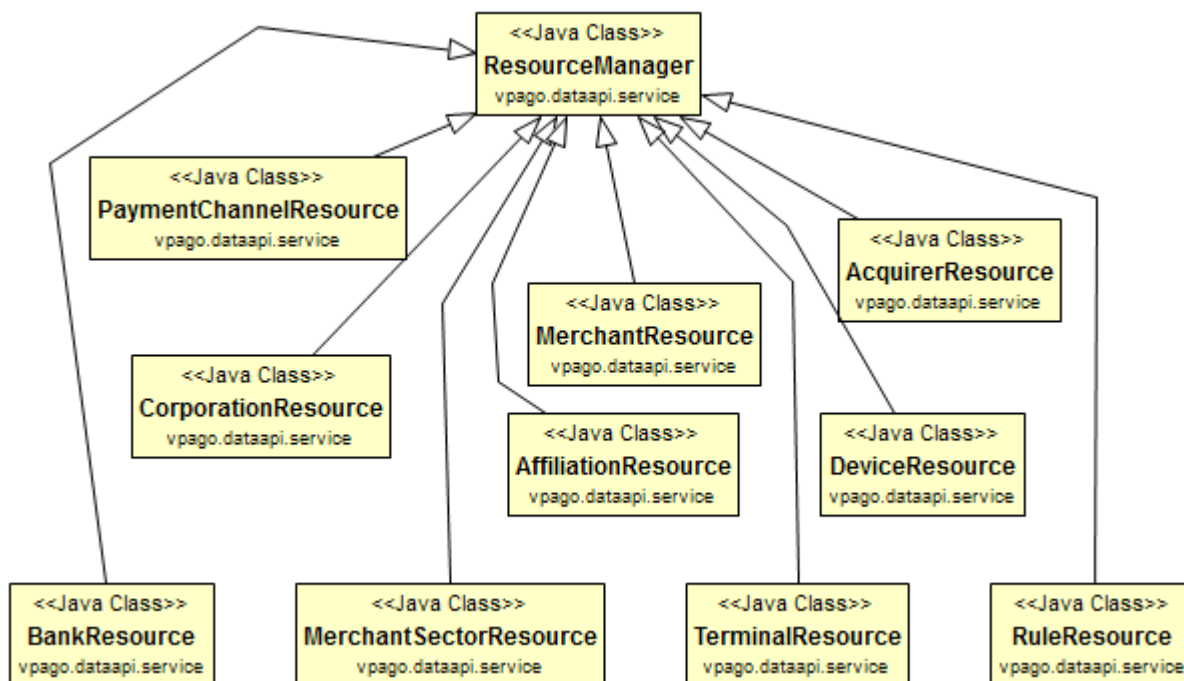 <<Java Class>>
ResourceManager
vpago.dataapi.service
<<Java Class>>
PaymentChannelResource
vpago.dataapi.service
<<Java Class>>
AcquirerResource
vpago.dataapi.service
<<Java Class>>
MerchantResource
vpago.dataapi.service
<<Java Class>>
CorporationResource
vpago.dataapi.service
<<Java Class>>
AffiliationResource
vpago.dataapi.service
<<Java Class>>
DeviceResource
vpago.dataapi.service
<<Java Class>>
BankResource
vpago.dataapi.service
<<Java Class>>
MerchantSectorResource
vpago.dataapi.service
<<Java Class>>
TerminalResource
vpago.dataapi.service
<<Java Class>>
RuleResource
vpago.dataapi.service